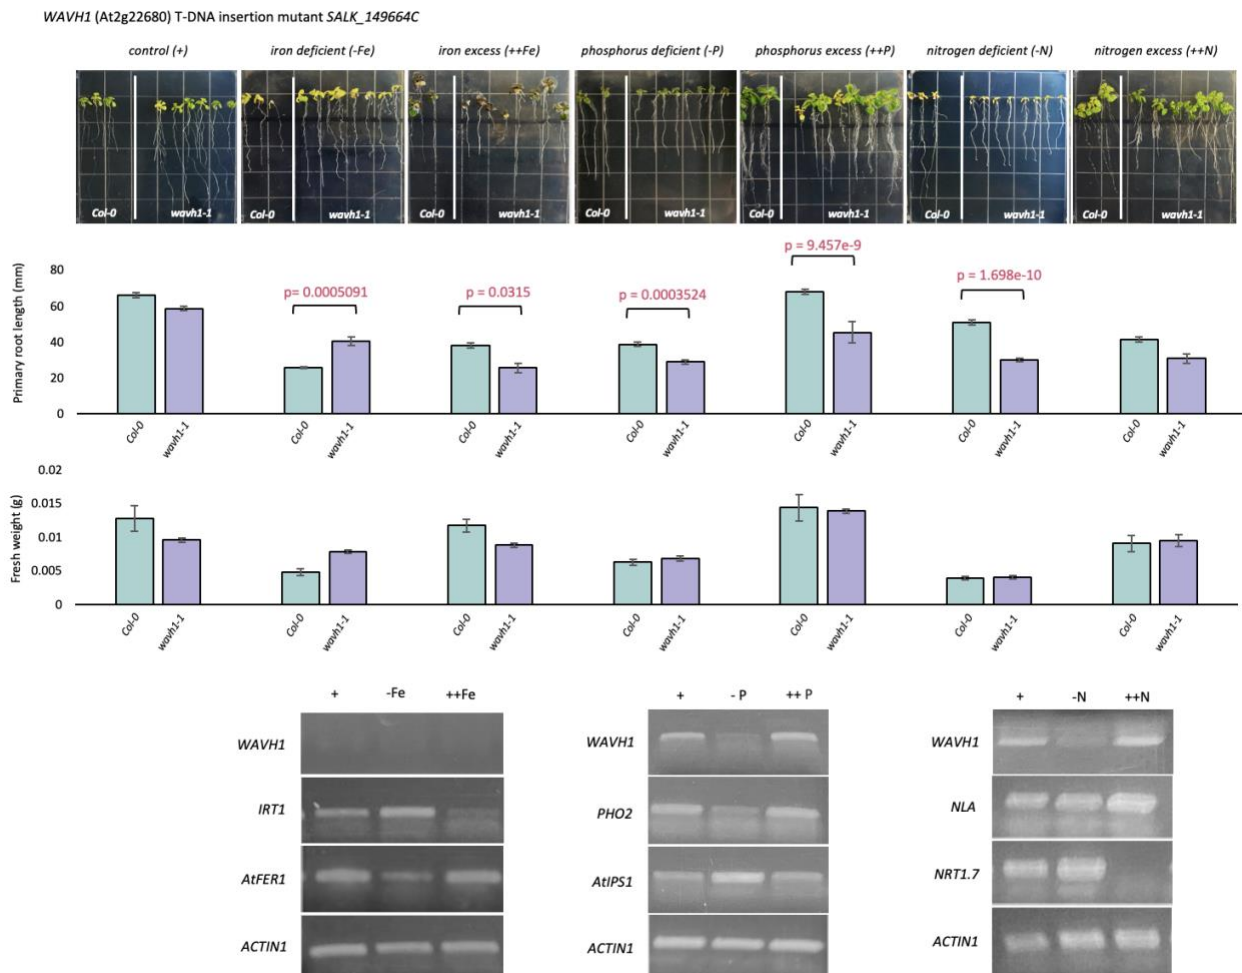 WAVH1 (At2g22680) T-DNA insertion mutant SALK_149664C
control (+) iron deficient (-Fe) iron excess (++Fe) phosphorus deficient (-P) phosphorus excess (++P) nitrogen deficient (-N) nitrogen excess (++N)
Col-0 wavh1-1 Col-0 wavh1-1 Col-0 wavh1-1 Col-0 wavh1-1 Col-0 wavh1-1 Col-0 wavh1-1 Col-0 wavh1-1
Primary root length (mm)
80
60
40
20
0
p= 0.0005091
p = 0.0315
p = 0.0003524
p = 9.457e-9
p = 1.698e-10
Col-0 wavh1-1 Col-0 wavh1-1 Col-0 wavh1-1 Col-0 wavh1-1 Col-0 wavh1-1 Col-0 wavh1-1 Col-0 wavh1-1
Fresh weight (g)
0.02
0.015
0.01
0.005
0
Col-0 wavh1-1 Col-0 wavh1-1 Col-0 wavh1-1 Col-0 wavh1-1 Col-0 wavh1-1 Col-0 wavh1-1 Col-0 wavh1-1
+ -Fe ++Fe
WAVH1
IRT1
AtFER1
ACTIN1
+ - P ++ P
WAVH1
PHO2
AtIPS1
ACTIN1
+ -N ++N
WAVH1
NLA
NRT1.7
ACTIN1